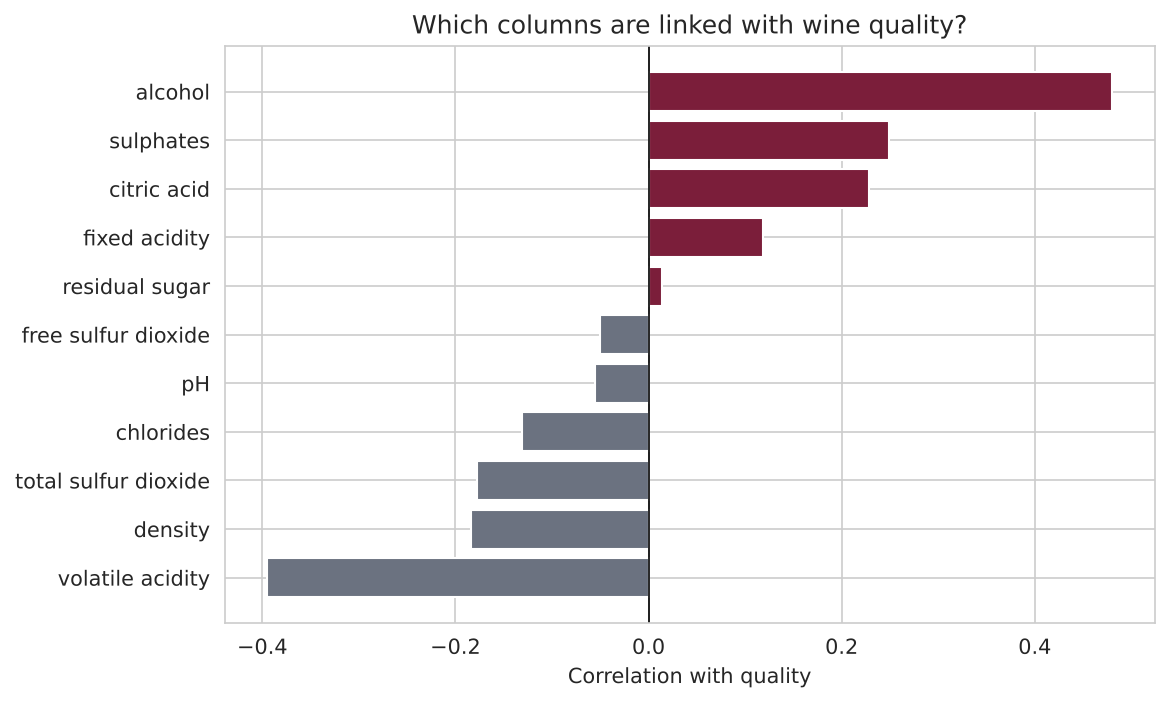 Which columns are linked with wine quality?
alcohol
sulphates
citric acid
fixed acidity
residual sugar
free sulfur dioxide
pH
chlorides
total sulfur dioxide
density
volatile acidity
−0.4 −0.2 0.0 0.2 0.4
Correlation with quality